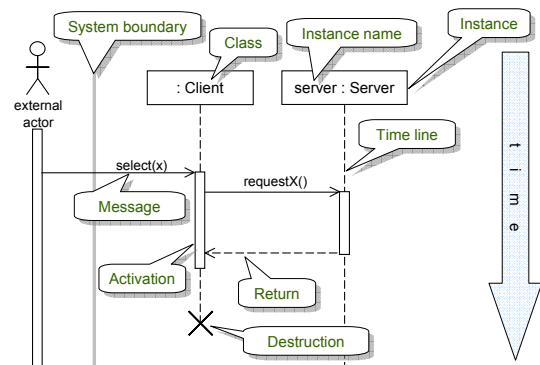 System boundary
Class
Instance name
Instance
external
actor
: Client
server : Server
Time line
select(x)
requestX()
Message
Activation
Return
Destruction
time